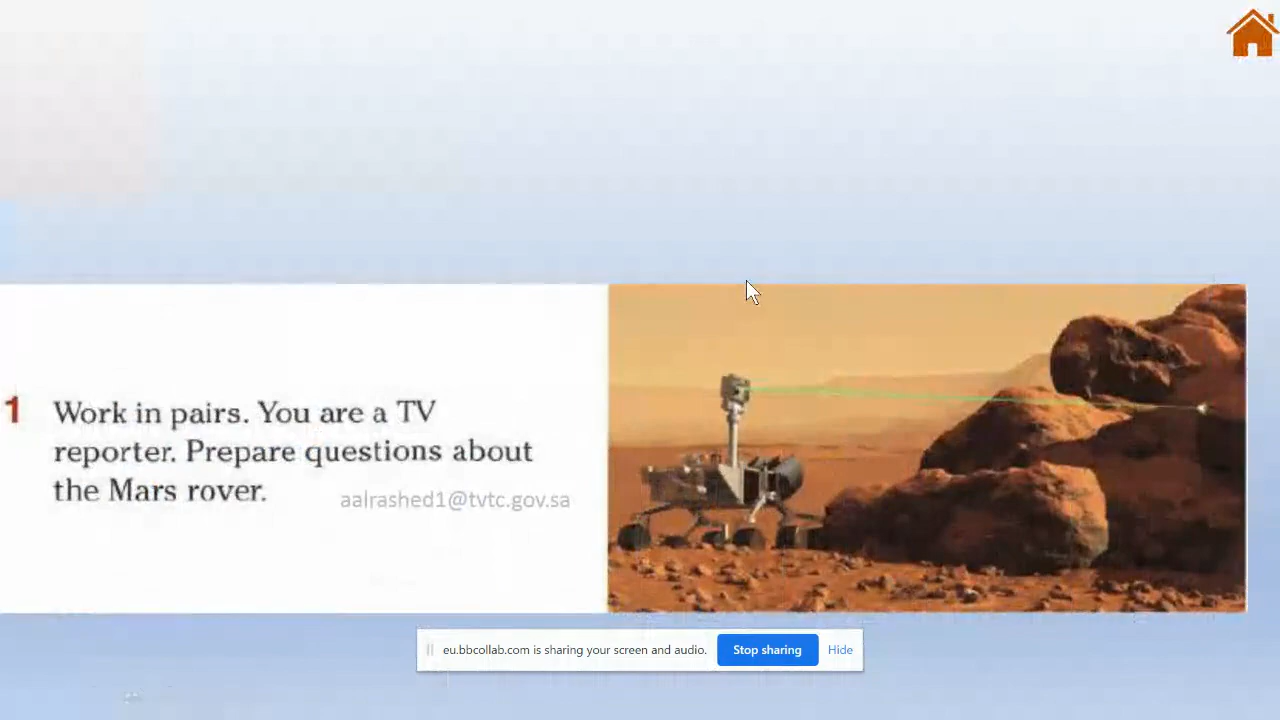 1 Work in pairs. You are a TV
reporter. Prepare questions about
the Mars rover.
aalrashed1@tvtc.gov.sa
eu.bbcollab.com is sharing your screen and audio. Stop sharing Hide